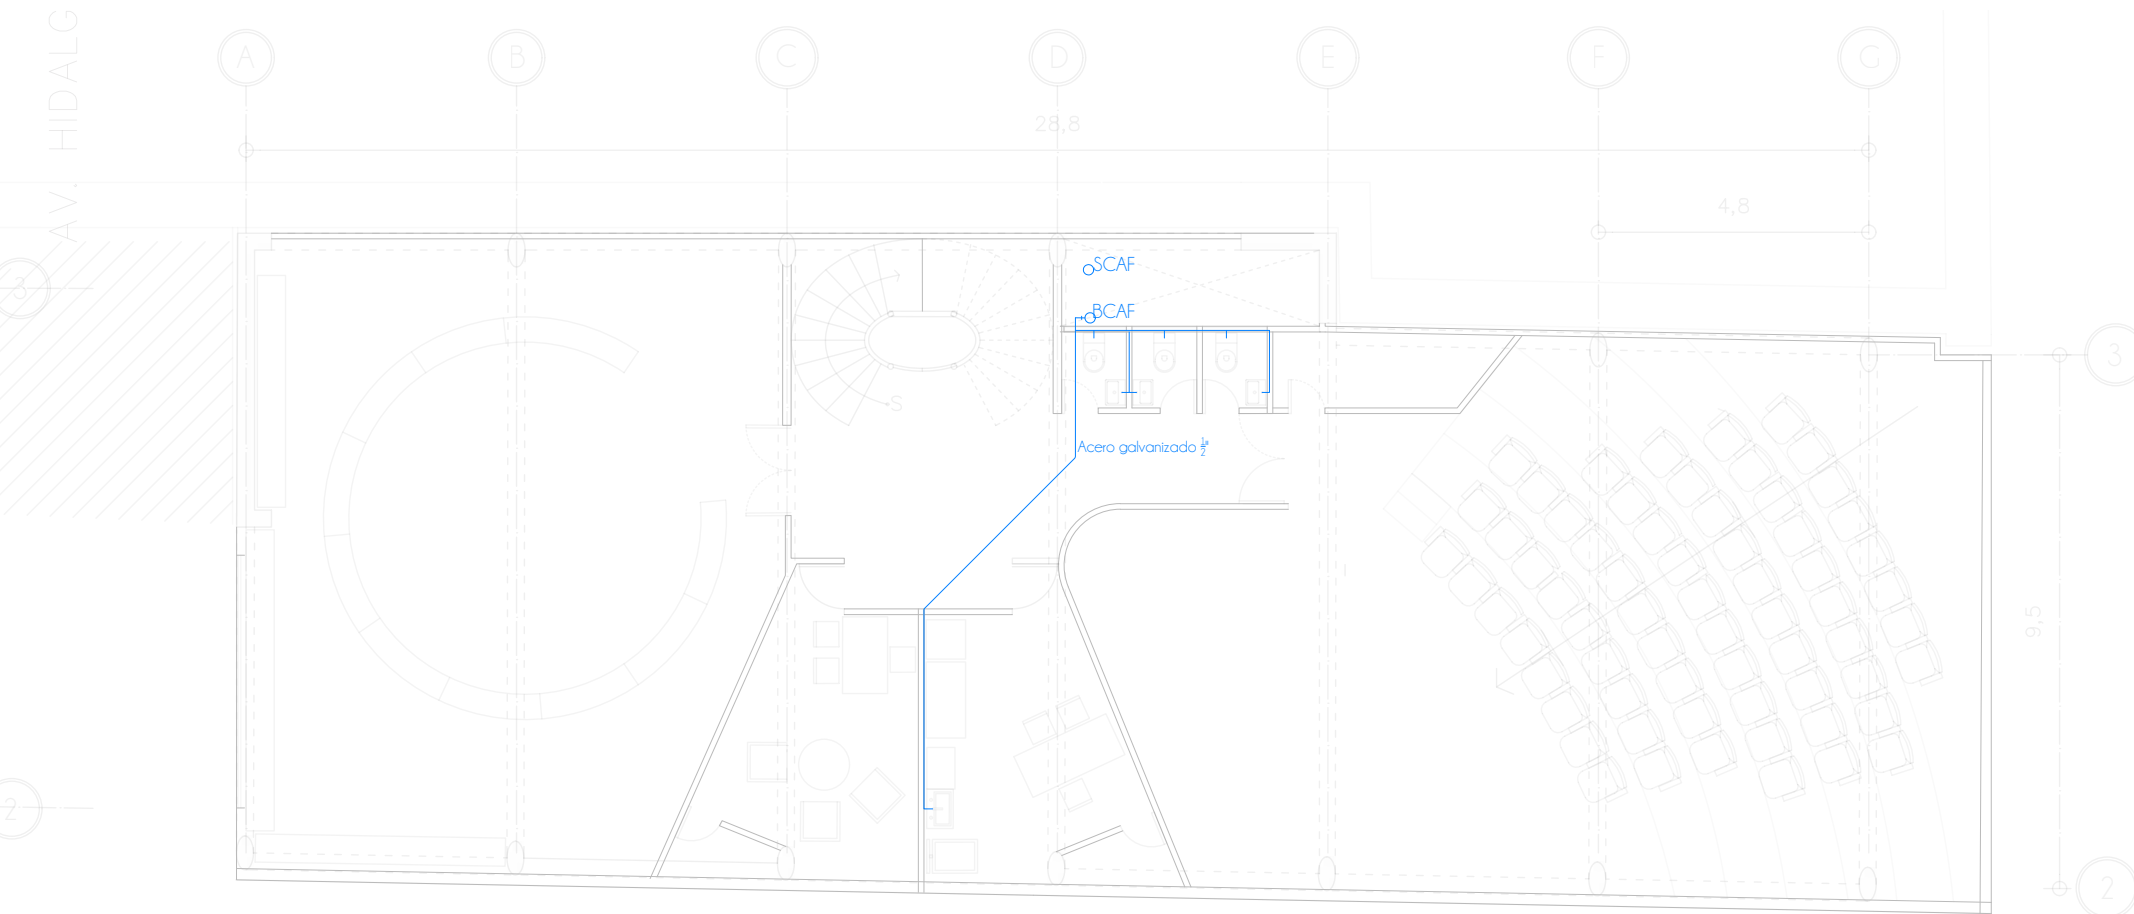 AV. HIDALG
A B C D E F G
28,8
4,8
SCAF
3
BCAF
3
S
Acero galvanizado ½"
9,5
2
2